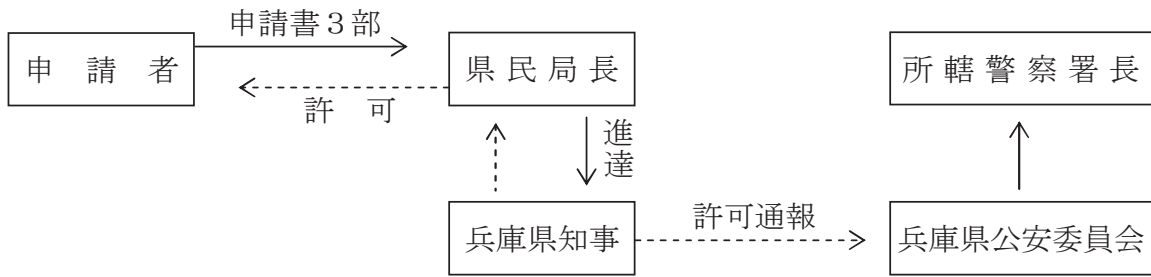 申請書３部
申　請　者
県 民 局 長
所 轄 警 察 署 長
許　可
進達
兵庫県知事
許可通報
兵庫県公安委員会